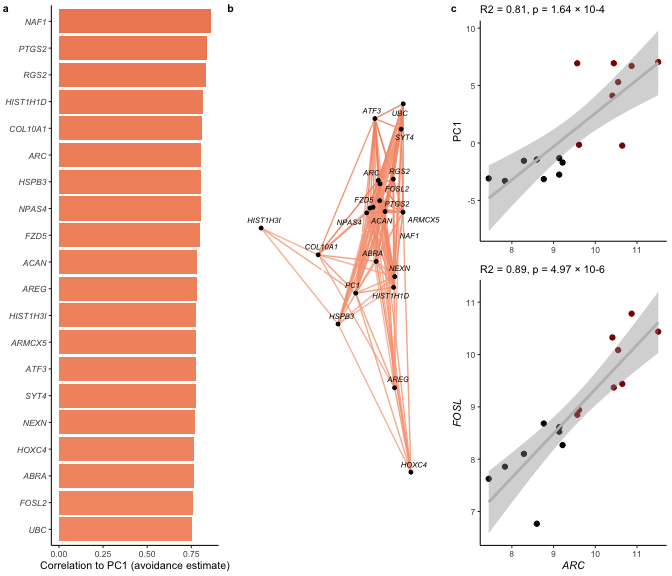 a
NAF1
PTGS2
RGS2
HIST1H1D
COL10A1
ARC
HSPB3
NPAS4
FZD5
ACAN
AREG
HIST1H3I
ARMCX5
ATF3
SYT4
NEXN
HOXC4
ABRA
FOSL2
UBC
0.00 0.25 0.50 0.75
Correlation to PC1 (avoidance estimate)
b
ATF3
UBC
SYT4
ARC
RGS2
FOSL2
FZD5
PTGS2
NPAS4
ACAN
ARMCX5
HIST1H3I
NAF1
COL10A1
ABRA
NEXN
PC1
HIST1H1D
HSPB3
AREG
HOXC4
c
R2 = 0.81, p = 1.64 × 10-4
10
5
0
-5
PC1
8 9 10 11
R2 = 0.89, p = 4.97 × 10-6
11
10
9
8
7
FOSL
8 9 10 11
ARC